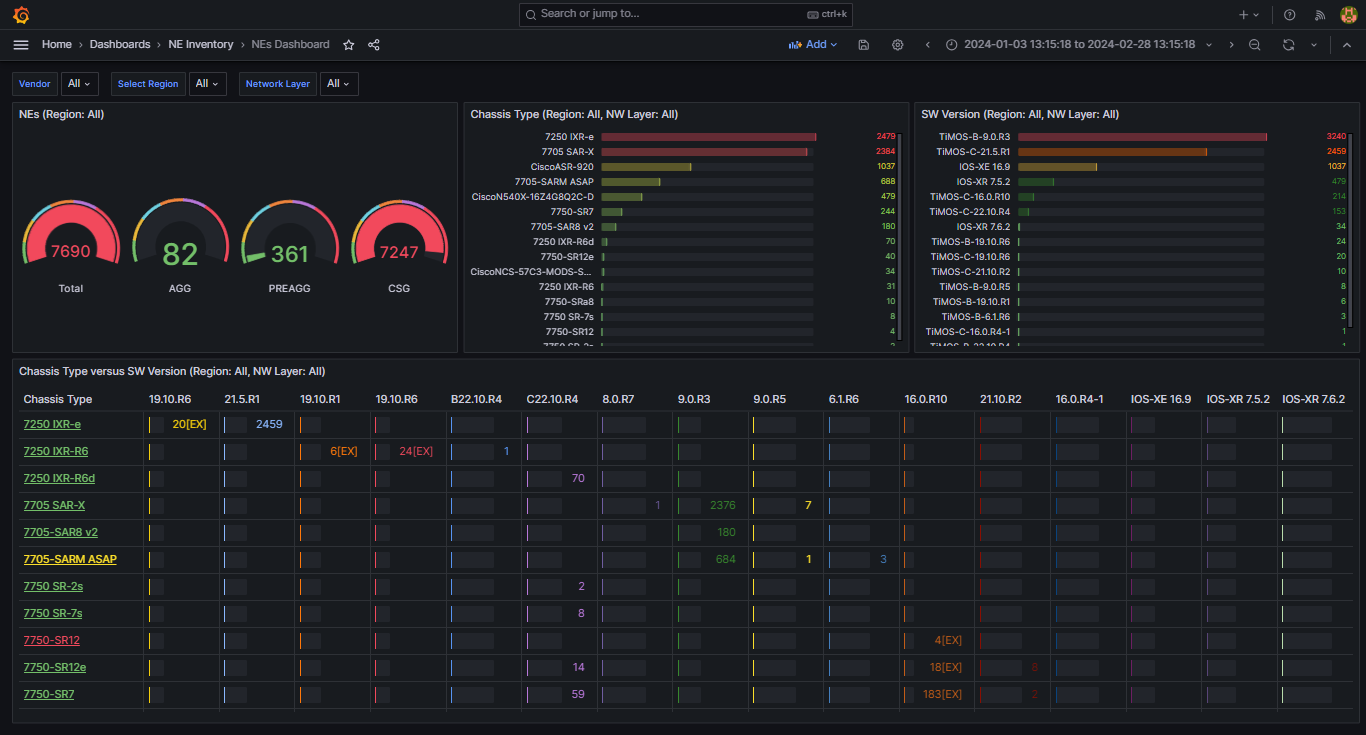 Search or jump to... ctrl+k
Home › Dashboards › NE Inventory › NEs Dashboard Add 2024-01-03 13:15:18 to 2024-02-28 13:15:18
Vendor All Select Region All Network Layer All
NEs (Region: All)
7690 82 361 7247
Total AGG PREAGG CSG
Chassis Type (Region: All, NW Layer: All)
7250 IXR-e 2479
7705 SAR-X 2384
CiscoASR-920 1037
7705-SARM ASAP 688
CiscoN540X-16Z4G8Q2C-D 479
7750-SR7 244
7705-SAR8 v2 180
7250 IXR-R6d 70
7750-SR12e 40
CiscoNCS-57C3-MODS-S... 34
7250 IXR-R6 31
7750-SRa8 10
7750 SR-7s 8
7750-SR12 4
7750 SR-2s 2
SW Version (Region: All, NW Layer: All)
TiMOS-B-9.0.R3 3240
TiMOS-C-21.5.R1 2459
IOS-XE 16.9 1037
IOS-XR 7.5.2 479
TiMOS-C-16.0.R10 214
TiMOS-C-22.10.R4 153
IOS-XR 7.6.2 34
TiMOS-B-19.10.R6 24
TiMOS-C-19.10.R6 20
TiMOS-C-21.10.R2 10
TiMOS-B-9.0.R5 8
TiMOS-B-19.10.R1 6
TiMOS-B-6.1.R6 3
TiMOS-C-16.0.R4-1 1
TiMOS-B-22.10.R4 1
Chassis Type versus SW Version (Region: All, NW Layer: All)
Chassis Type 19.10.R6 21.5.R1 19.10.R1 19.10.R6 B22.10.R4 C22.10.R4 8.0.R7 9.0.R3 9.0.R5 6.1.R6 16.0.R10 21.10.R2 16.0.R4-1 IOS-XE 16.9 IOS-XR 7.5.2 IOS-XR 7.6.2
7250 IXR-e 20[EX] 2459
7250 IXR-R6 6[EX] 24[EX] 1
7250 IXR-R6d 70
7705 SAR-X 1 2376 7
7705-SAR8 v2 180
7705-SARM ASAP 684 1 3
7750 SR-2s 2
7750 SR-7s 8
7750-SR12 4[EX]
7750-SR12e 14 18[EX] 8
7750-SR7 59 183[EX] 2